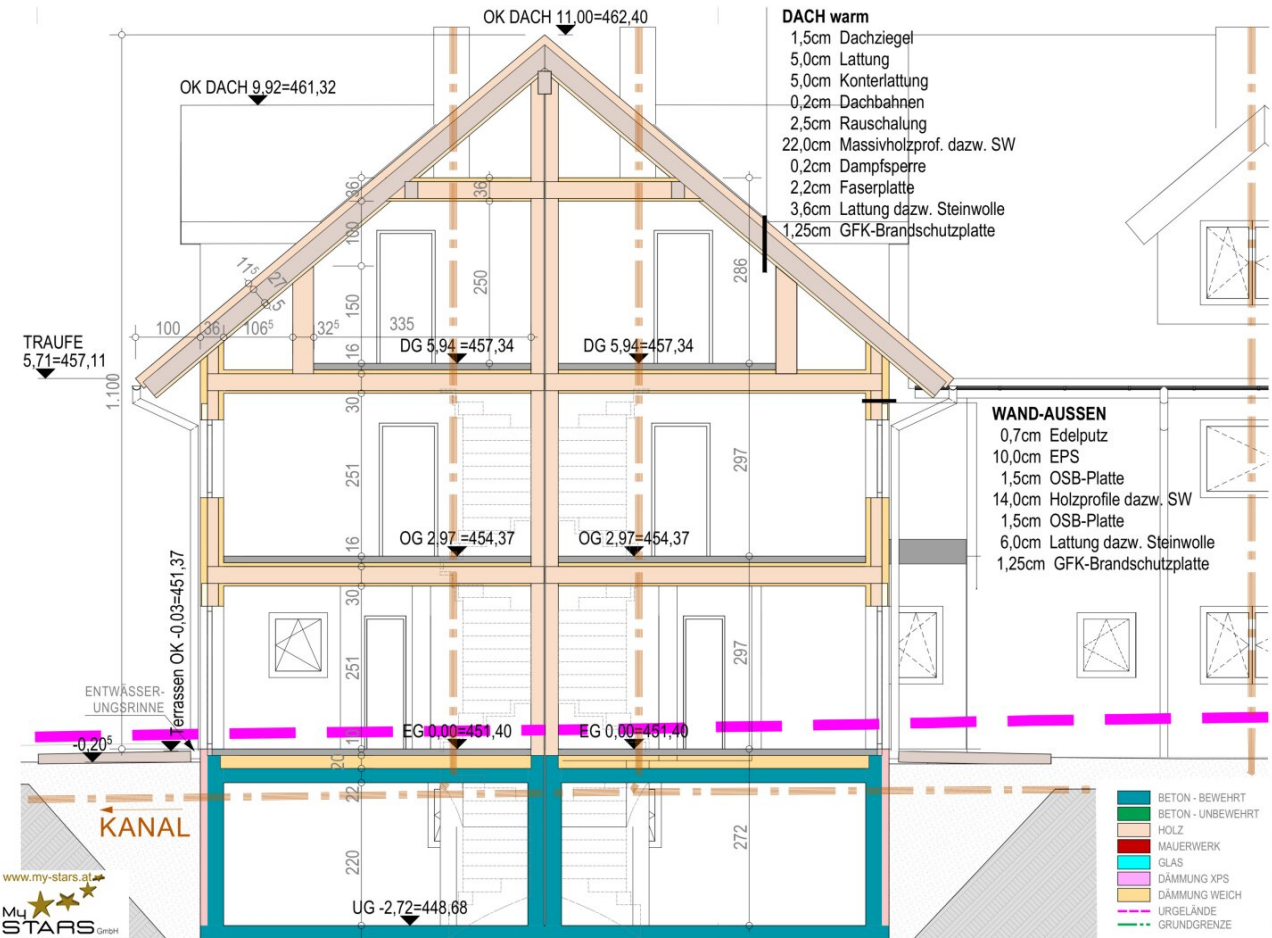 OK DACH 11,00=462,40
OK DACH 9,92=461,32
DACH warm
1,5cm Dachziegel
5,0cm Lattung
5,0cm Konterlattung
0,2cm Dachbahnen
2,5cm Rauschalung
22,0cm Massivholzprof. dazw. SW
0,2cm Dampfsperre
2,2cm Faserplatte
3,6cm Lattung dazw. Steinwolle
1,25cm GFK-Brandschutzplatte
36
36
100
250
286
11⁵
27
5
150
100
36
106⁵
32⁵
335
TRAUFE
5,71=457,11
1.100
16
DG 5,94 =457,34
DG 5,94=457,34
30
251
297
16
OG 2,97 =454,37
OG 2,97 =454,37
WAND-AUSSEN
0,7cm Edelputz
10,0cm EPS
1,5cm OSB-Platte
14,0cm Holzprofile dazw. SW
1,5cm OSB-Platte
6,0cm Lattung dazw. Steinwolle
1,25cm GFK-Brandschutzplatte
30
251
297
Terrassen OK -0,03=451,37
ENTWÄSSER-
UNGSRINNE
-0,20⁵
EG 0,00=451,40
EG 0,00=451,40
20
22
220
272
KANAL
UG -2,72=448,68
www.my-stars.at
My
STARS GmbH
BETON - BEWEHRT
BETON - UNBEWEHRT
HOLZ
MAUERWERK
GLAS
DÄMMUNG XPS
DÄMMUNG WEICH
URGELÄNDE
GRUNDGRENZE